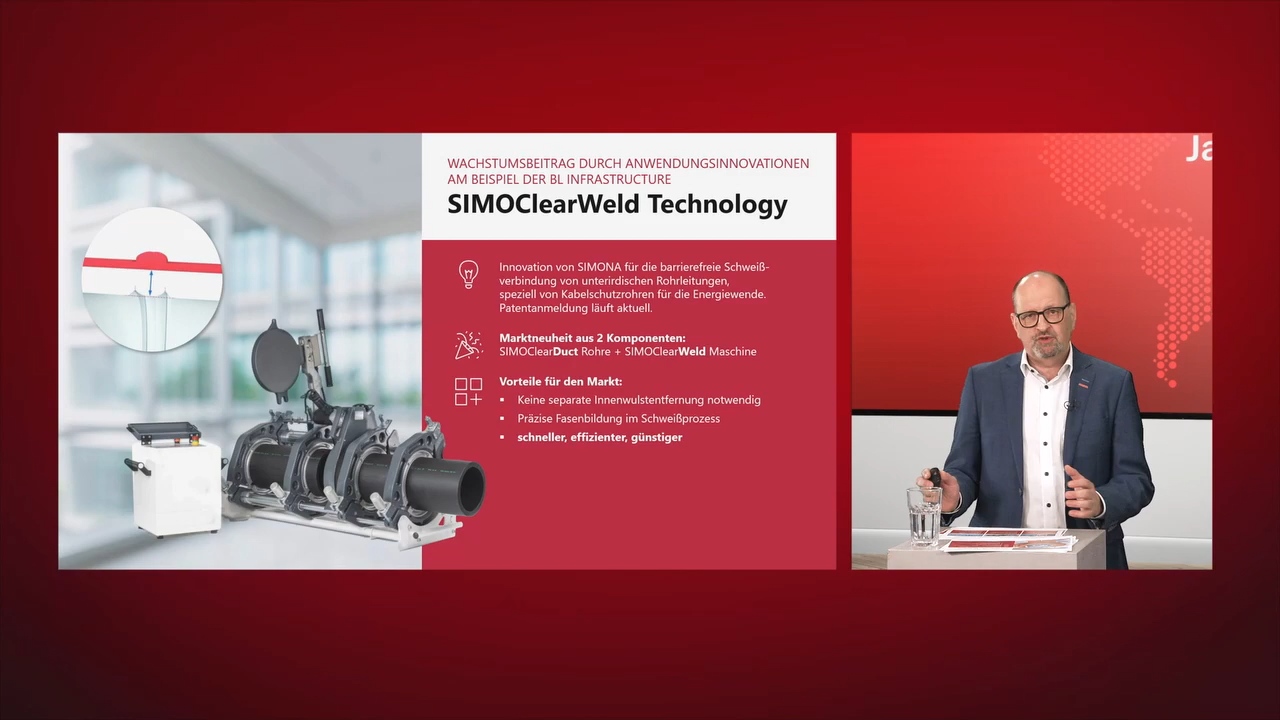 WACHSTUMSBEITRAG DURCH ANWENDUNGSINNOVATIONEN
AM BEISPIEL DER BL INFRASTRUCTURE
SIMOClearWeld Technology
Innovation von SIMONA für die barrierefreie Schweiß-
verbindung von unterirdischen Rohrleitungen,
speziell von Kabelschutzrohren für die Energiewende.
Patentanmeldung läuft aktuell.
Marktneuheit aus 2 Komponenten:
SIMOClearDuct Rohre + SIMOClearWeld Maschine
Vorteile für den Markt:
▪ Keine separate Innenwulstentfernung notwendig
▪ Präzise Fasenbildung im Schweißprozess
▪ schneller, effizienter, günstiger
Ja